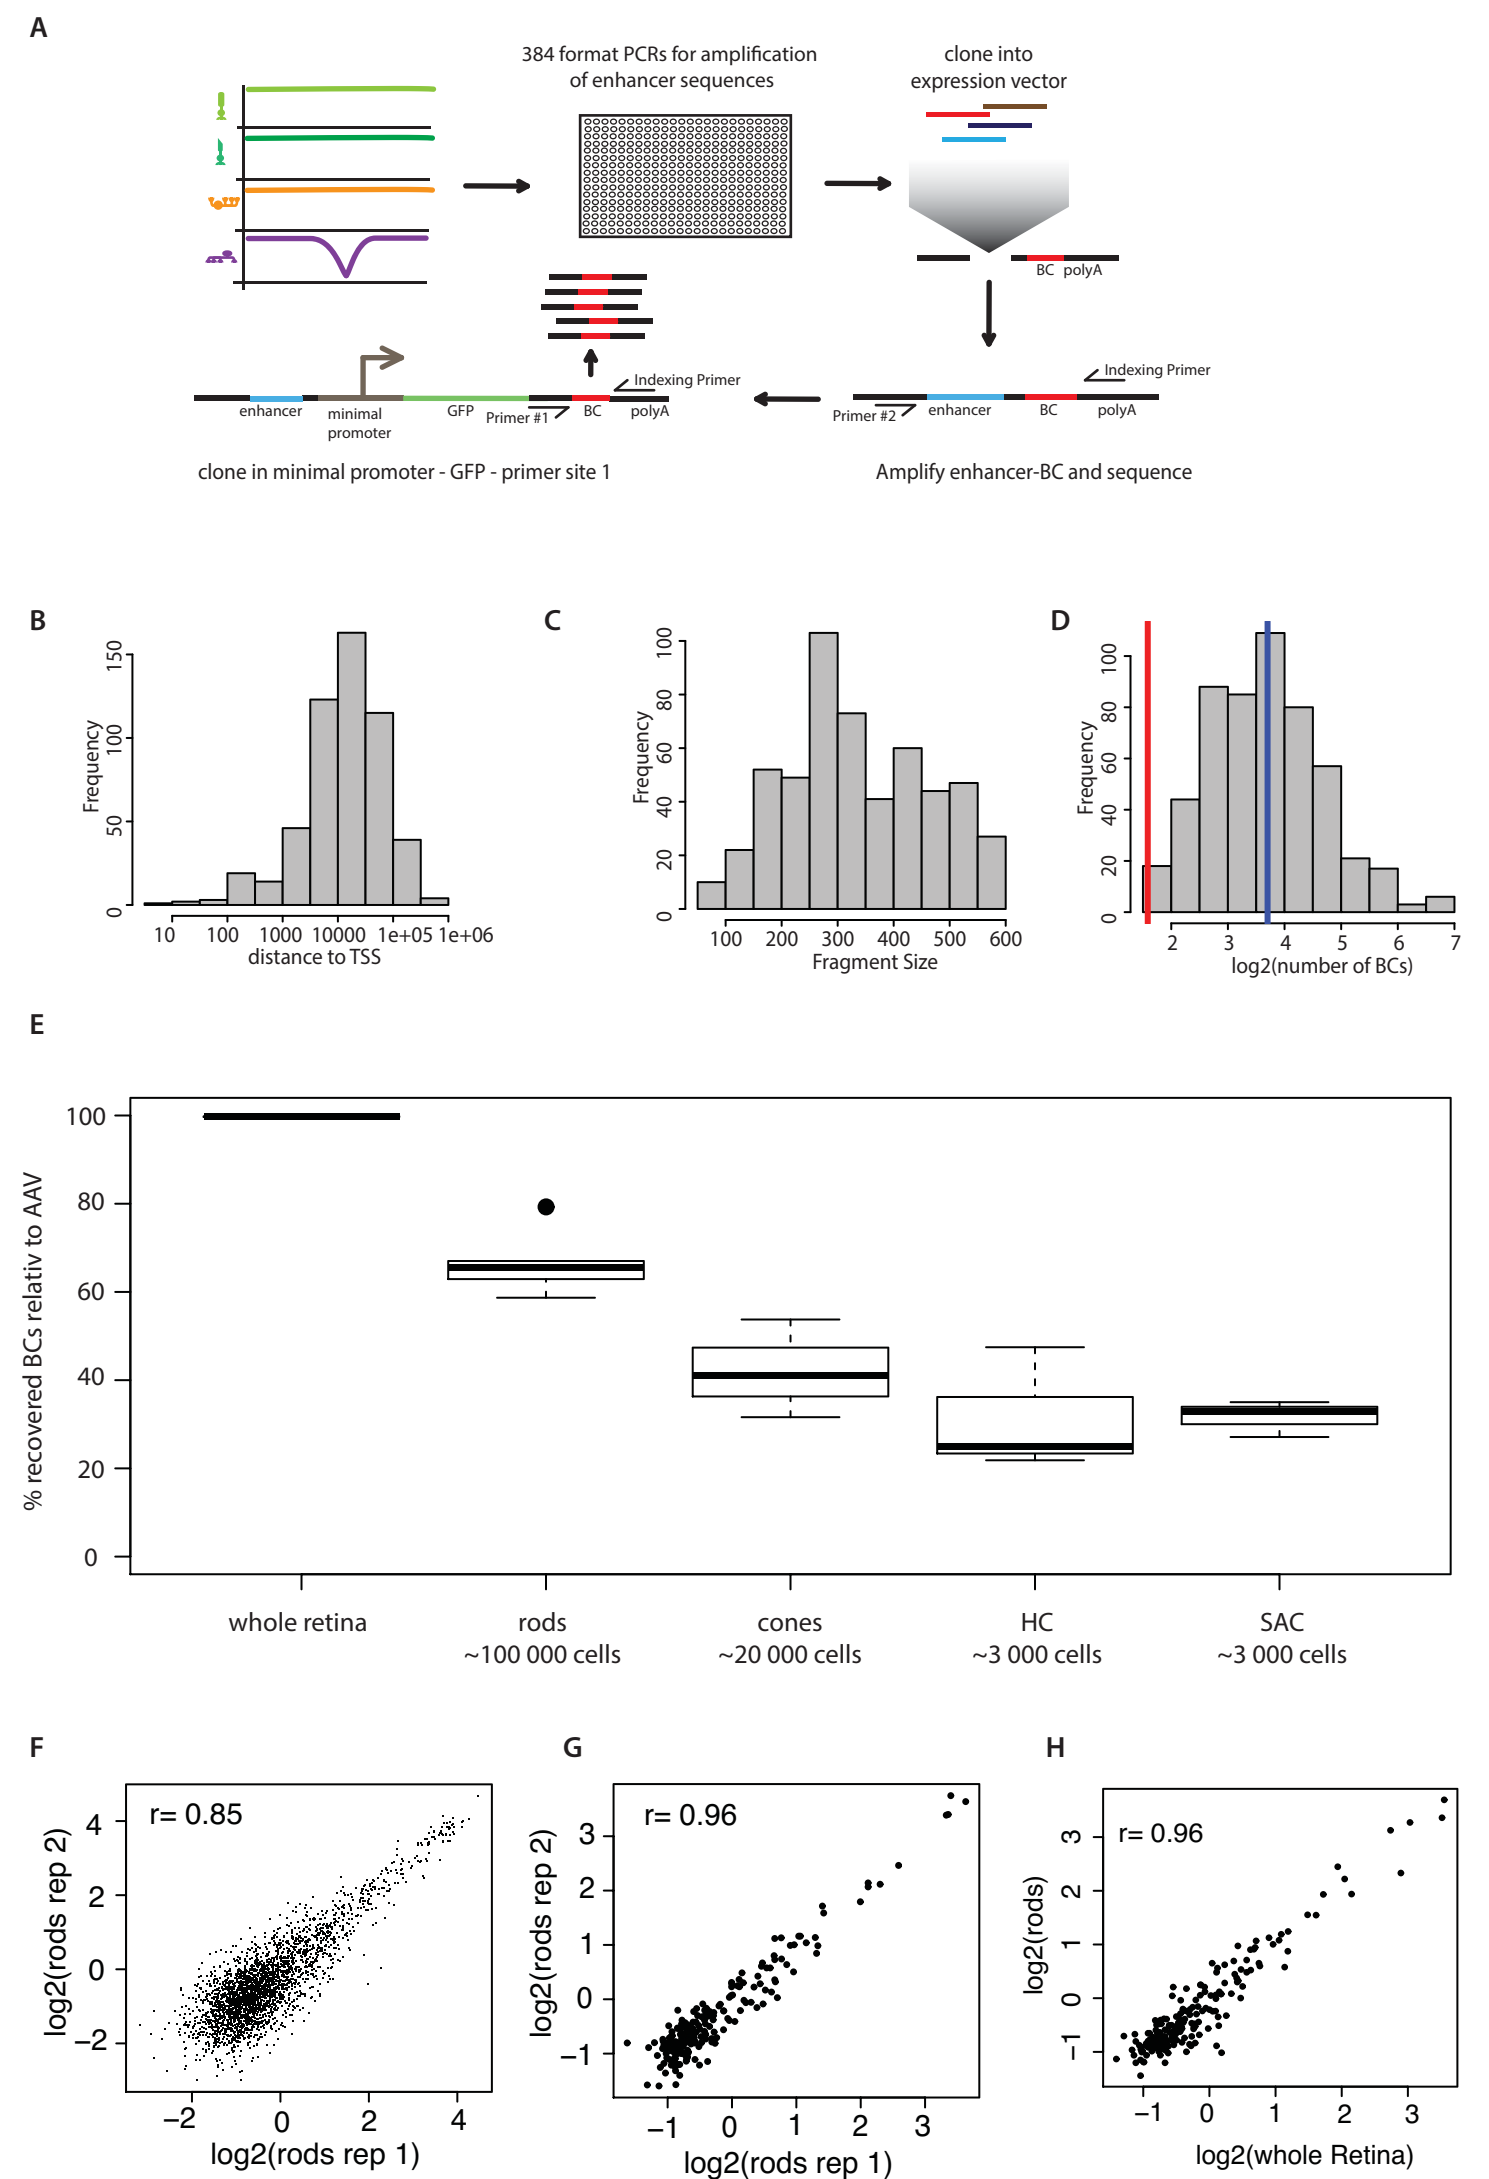 A
384 format PCRs for amplification
of enhancer sequences
clone into
expression vector
BC polyA
Indexing Primer
enhancer
minimal
promoter
GFP
Primer #1
BC
polyA
Indexing Primer
Primer #2
enhancer
BC
polyA
clone in minimal promoter - GFP - primer site 1
Amplify enhancer-BC and sequence
B
Frequency
0 50 100 150
10 100 1000 10000 1e+05 1e+06
distance to TSS
C
Frequency
0 20 40 60 80 100
100 200 300 400 500 600
Fragment Size
D
Frequency
0 20 40 60 80 100
2 3 4 5 6 7
log2(number of BCs)
E
% recovered BCs relativ to AAV
100
80
60
40
20
0
whole retina rods cones HC SAC
~100 000 cells ~20 000 cells ~3 000 cells ~3 000 cells
F
r= 0.85
log2(rods rep 2)
4
2
0
−2
−2 0 2 4
log2(rods rep 1)
G
r= 0.96
log2(rods rep 2)
3
2
1
0
−1
−1 0 1 2 3
log2(rods rep 1)
H
r= 0.96
log2(rods)
3
2
1
0
−1
−1 0 1 2 3
log2(whole Retina)